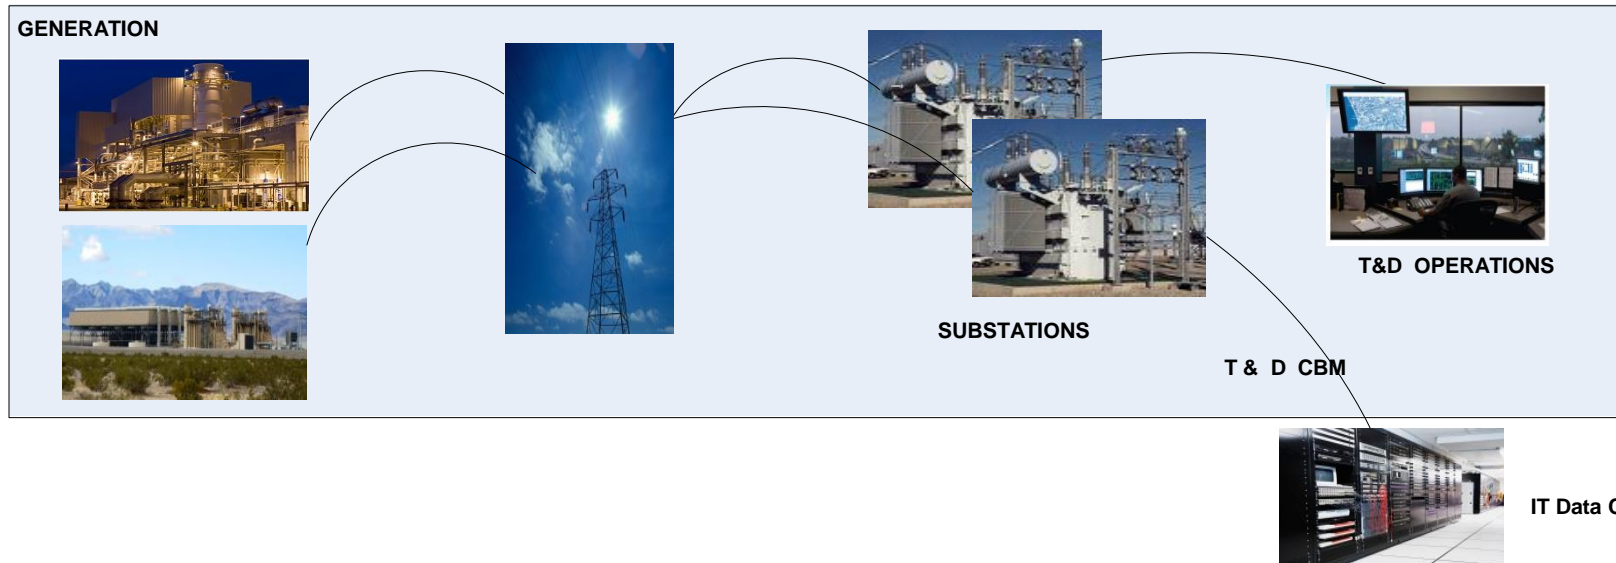 GENERATION
T&D OPERATIONS
SUBSTATIONS
T & D CBM
IT Data C